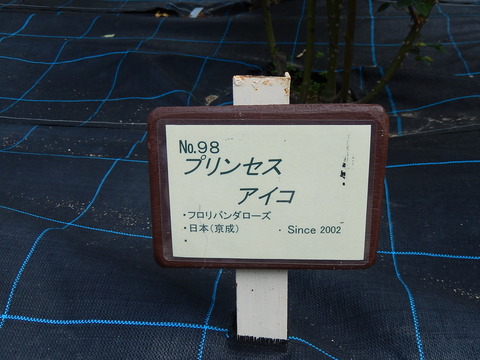 No.98
プリンセス
アイコ
・フロリバンダローズ
・日本(京成) ・ Since 2002